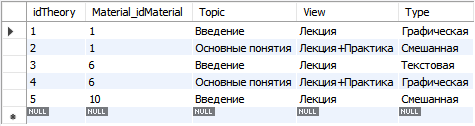 idTheory Material_idMaterial Topic View Type
1 1 Введение Лекция Графическая
2 1 Основные понятия Лекция+Практика Смешанная
3 6 Введение Лекция Текстовая
4 6 Основные понятия Лекция+Практика Графическая
5 10 Введение Лекция Смешанная
NULL NULL NULL NULL NULL